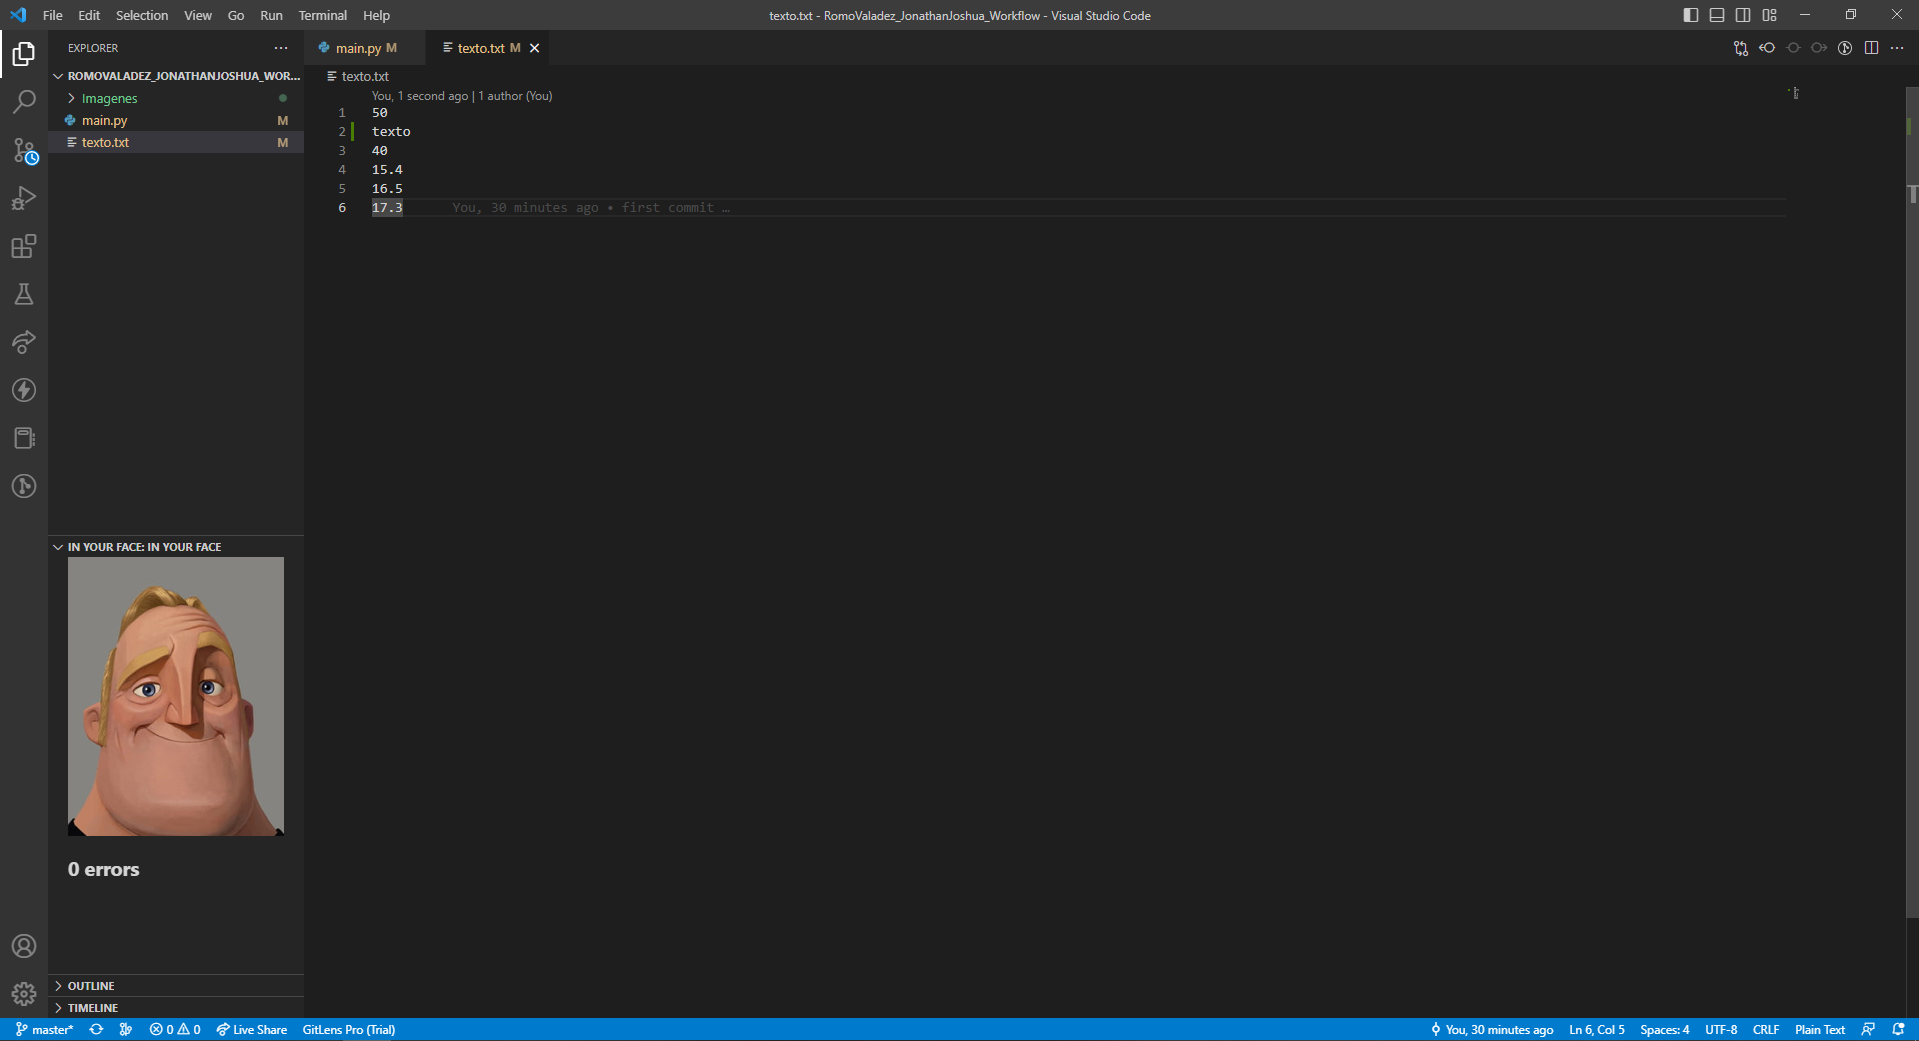 File Edit Selection View Go Run Terminal Help
texto.txt - RomoValadez_JonathanJoshua_Workflow - Visual Studio Code
EXPLORER
ROMOVALADEZ_JONATHANJOSHUA_WOR...
Imagenes
main.py M
texto.txt M
main.py M
texto.txt M
texto.txt
You, 1 second ago | 1 author (You)
1 50
2 texto
3 40
4 15.4
5 16.5
6 17.3 You, 30 minutes ago • first commit …
IN YOUR FACE: IN YOUR FACE
0 errors
OUTLINE
TIMELINE
master* 0 0 Live Share GitLens Pro (Trial) You, 30 minutes ago Ln 6, Col 5 Spaces: 4 UTF-8 CRLF Plain Text